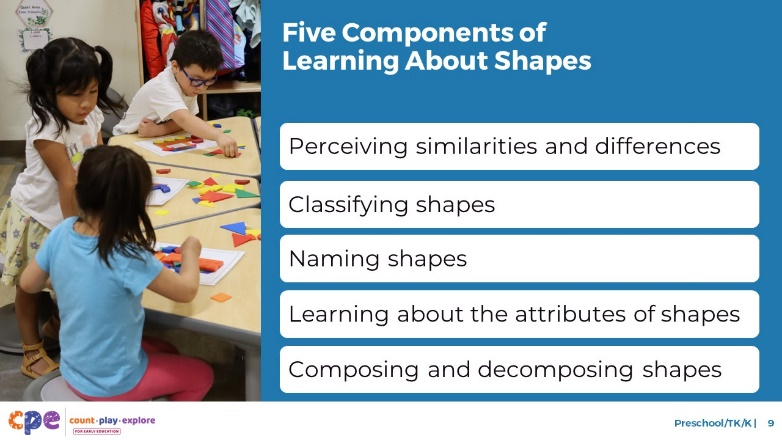 Five Components of
Learning About Shapes
Perceiving similarities and differences
Classifying shapes
Naming shapes
Learning about the attributes of shapes
Composing and decomposing shapes
cpe
count·play·explore
FOR EARLY EDUCATION
Preschool/TK/K | 9